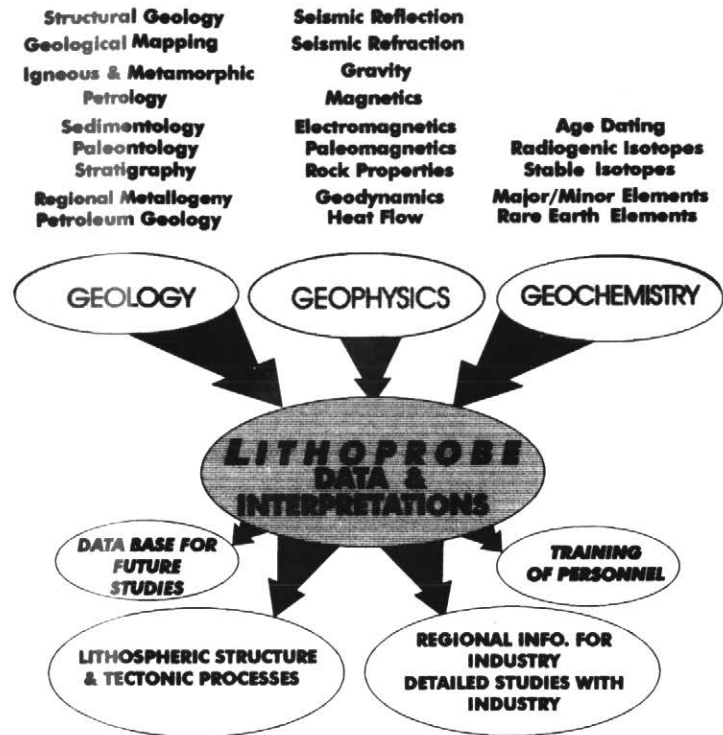 Structural Geology
Geological Mapping
Igneous & Metamorphic
Petrology
Sedimentology
Paleontology
Stratigraphy
Regional Metallogeny
Petroleum Geology
Seismic Reflection
Seismic Refraction
Gravity
Magnetics
Electromagnetics
Paleomagnetics
Rock Properties
Geodynamics
Heat Flow
Age Dating
Radiogenic Isotopes
Stable Isotopes
Major/Minor Elements
Rare Earth Elements
GEOLOGY
GEOPHYSICS
GEOCHEMISTRY
LITHOPROBE
DATA &
INTERPRETATIONS
DATA BASE FOR
FUTURE
STUDIES
TRAINING
OF PERSONNEL
LITHOSPHERIC STRUCTURE
& TECTONIC PROCESSES
REGIONAL INFO. FOR
INDUSTRY
DETAILED STUDIES WITH
INDUSTRY